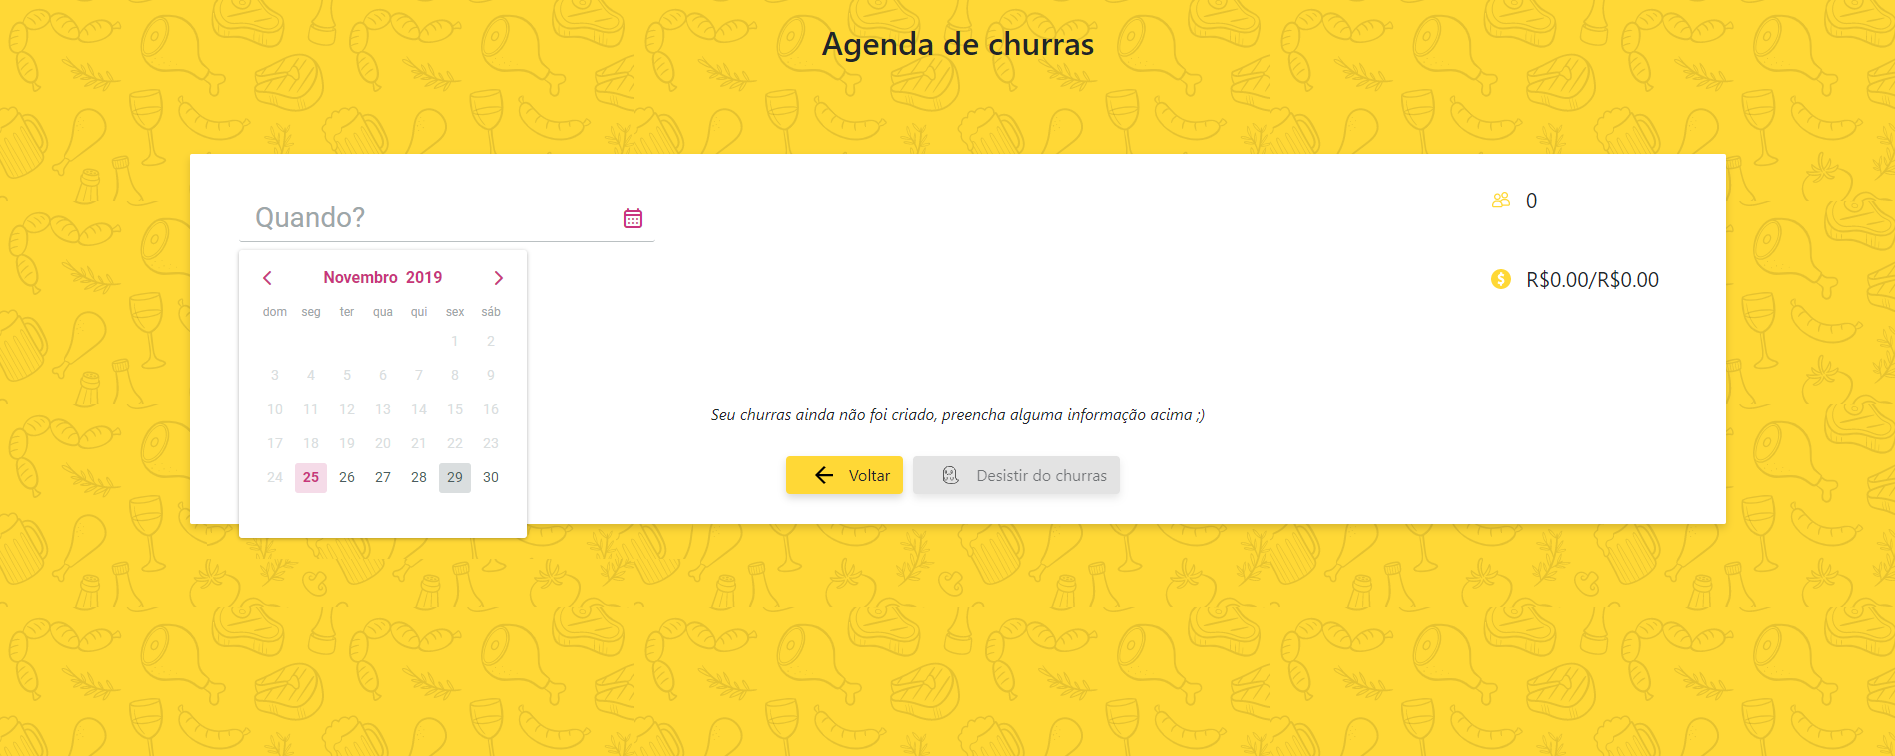 Agenda de churras
Quando?
0
R$0.00/R$0.00
Novembro 2019
dom seg ter qua qui sex sáb
1 2
3 4 5 6 7 8 9
10 11 12 13 14 15 16
17 18 19 20 21 22 23
24 25 26 27 28 29 30
Seu churras ainda não foi criado, preencha alguma informação acima ;)
Voltar Desistir do churras